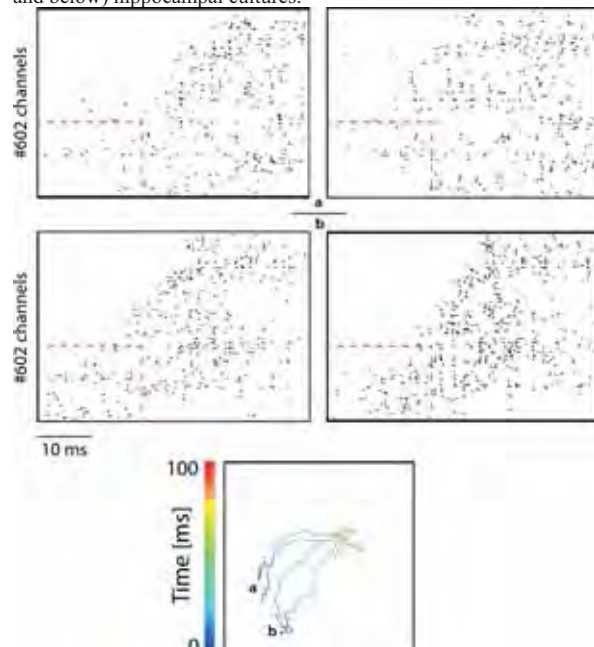 and below) hippocampal cultures.
#602 channels
a
b
#602 channels
10 ms
100
Time [ms]
a
b
0